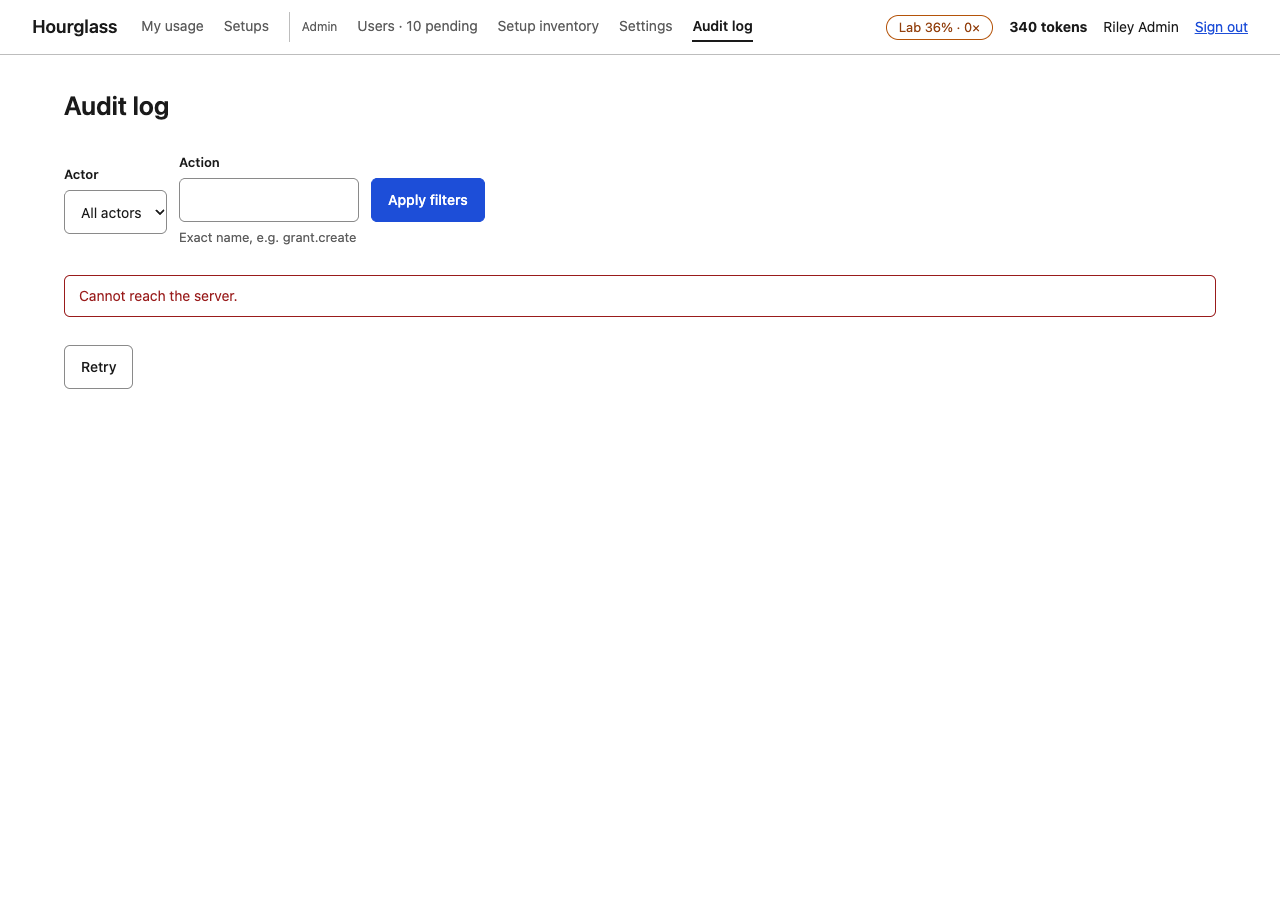 Hourglass My usage Setups Admin Users · 10 pending Setup inventory Settings Audit log Lab 36% · 0× 340 tokens Riley Admin Sign out
Audit log
Actor
All actors
Action
Exact name, e.g. grant.create
Apply filters
Cannot reach the server.
Retry